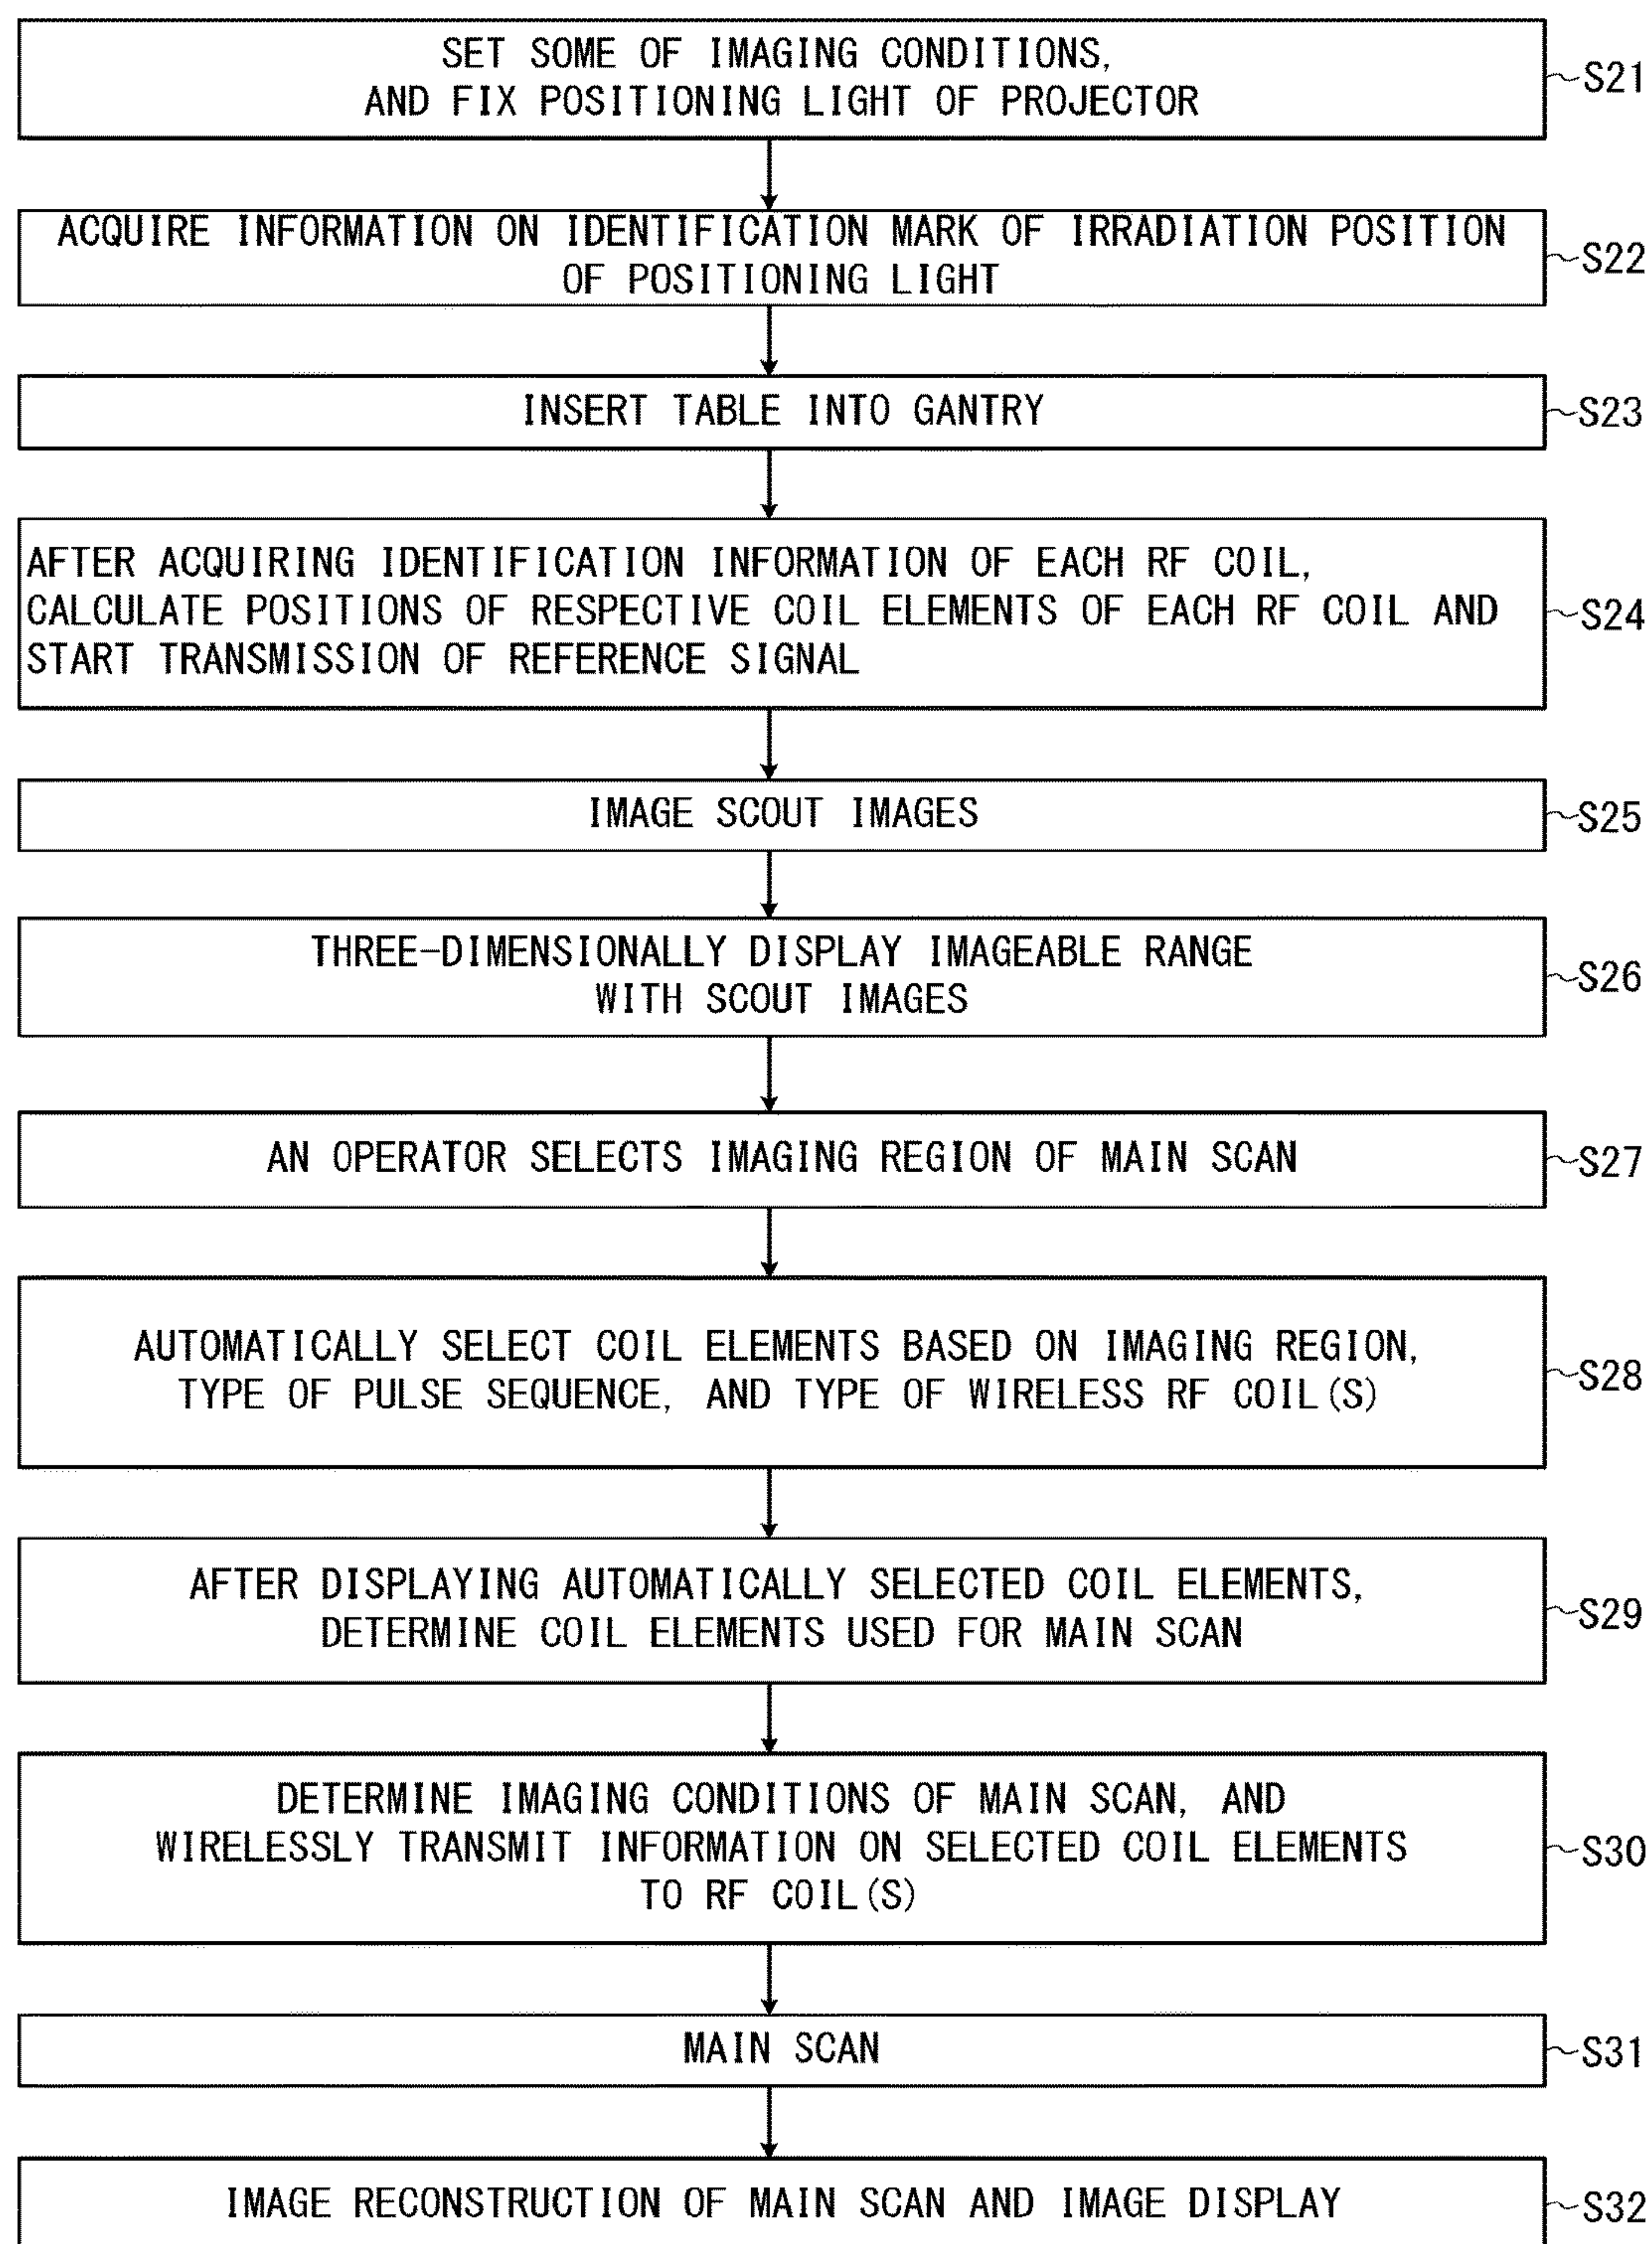 SET SOME OF IMAGING CONDITIONS,
AND FIX POSITIONING LIGHT OF PROJECTOR
S21
ACQUIRE INFORMATION ON IDENTIFICATION MARK OF IRRADIATION POSITION
OF POSITIONING LIGHT
S22
INSERT TABLE INTO GANTRY
S23
AFTER ACQUIRING IDENTIFICATION INFORMATION OF EACH RF COIL,
CALCULATE POSITIONS OF RESPECTIVE COIL ELEMENTS OF EACH RF COIL AND
START TRANSMISSION OF REFERENCE SIGNAL
S24
IMAGE SCOUT IMAGES
S25
THREE-DIMENSIONALLY DISPLAY IMAGEABLE RANGE
WITH SCOUT IMAGES
S26
AN OPERATOR SELECTS IMAGING REGION OF MAIN SCAN
S27
AUTOMATICALLY SELECT COIL ELEMENTS BASED ON IMAGING REGION,
TYPE OF PULSE SEQUENCE, AND TYPE OF WIRELESS RF COIL(S)
S28
AFTER DISPLAYING AUTOMATICALLY SELECTED COIL ELEMENTS,
DETERMINE COIL ELEMENTS USED FOR MAIN SCAN
S29
DETERMINE IMAGING CONDITIONS OF MAIN SCAN, AND
WIRELESSLY TRANSMIT INFORMATION ON SELECTED COIL ELEMENTS
TO RF COIL(S)
S30
MAIN SCAN
S31
IMAGE RECONSTRUCTION OF MAIN SCAN AND IMAGE DISPLAY
S32